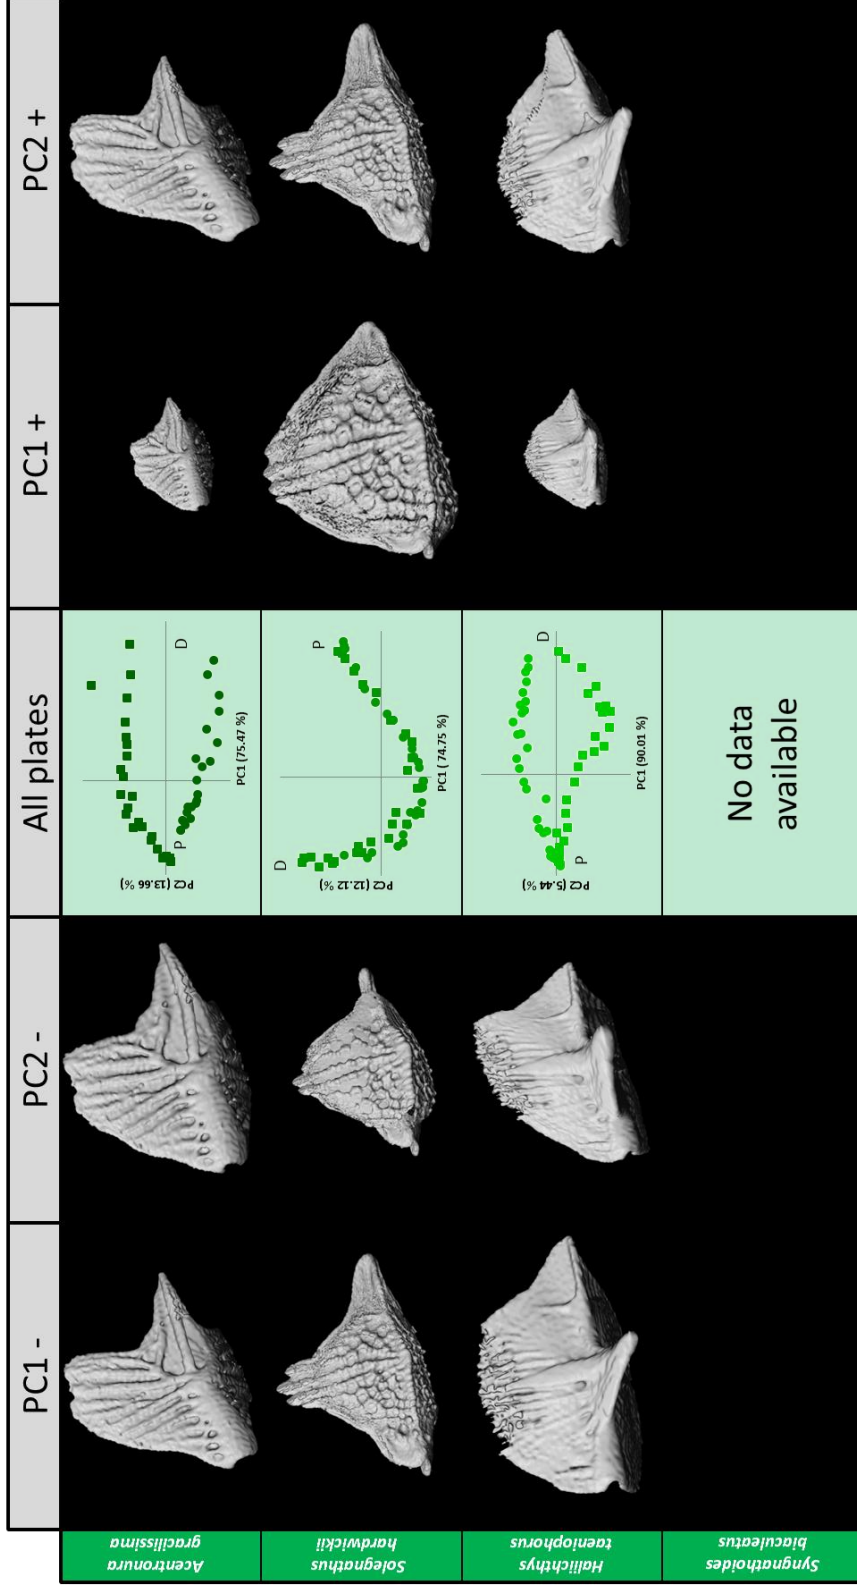 PC1 -
PC2 -
All plates
PC1 +
PC2 +
Acentronura
gracilissima
PC2 (13.66 %)
P
D
PC1 (75.47 %)
Solegnathus
hardwickii
D
PC2 (12.12 %)
P
PC1 ( 74.75 %)
Haliichthys
taeniophorus
PC2 (5.44 %)
P
D
PC1 (90.01 %)
Syngnathoides
biaculeatus
No data
available